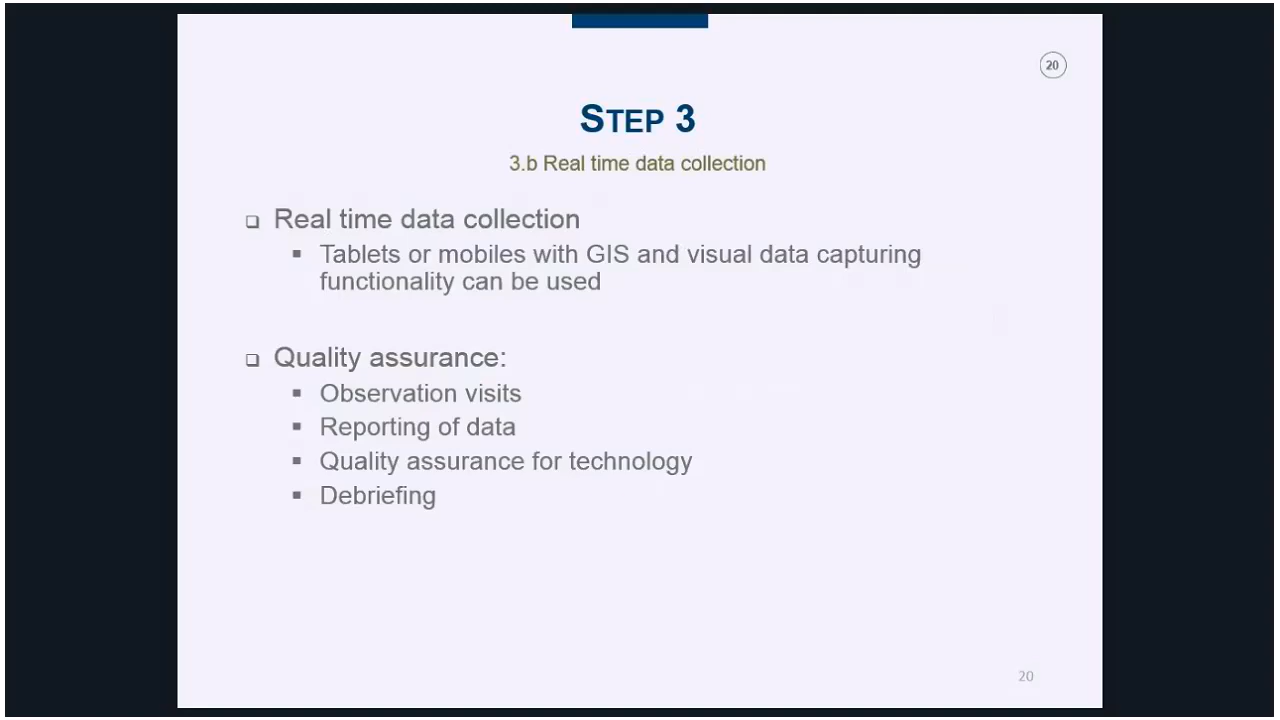 20
STEP 3
3.b Real time data collection
❑ Real time data collection
▪ Tablets or mobiles with GIS and visual data capturing
functionality can be used
❑ Quality assurance:
▪ Observation visits
▪ Reporting of data
▪ Quality assurance for technology
▪ Debriefing
20